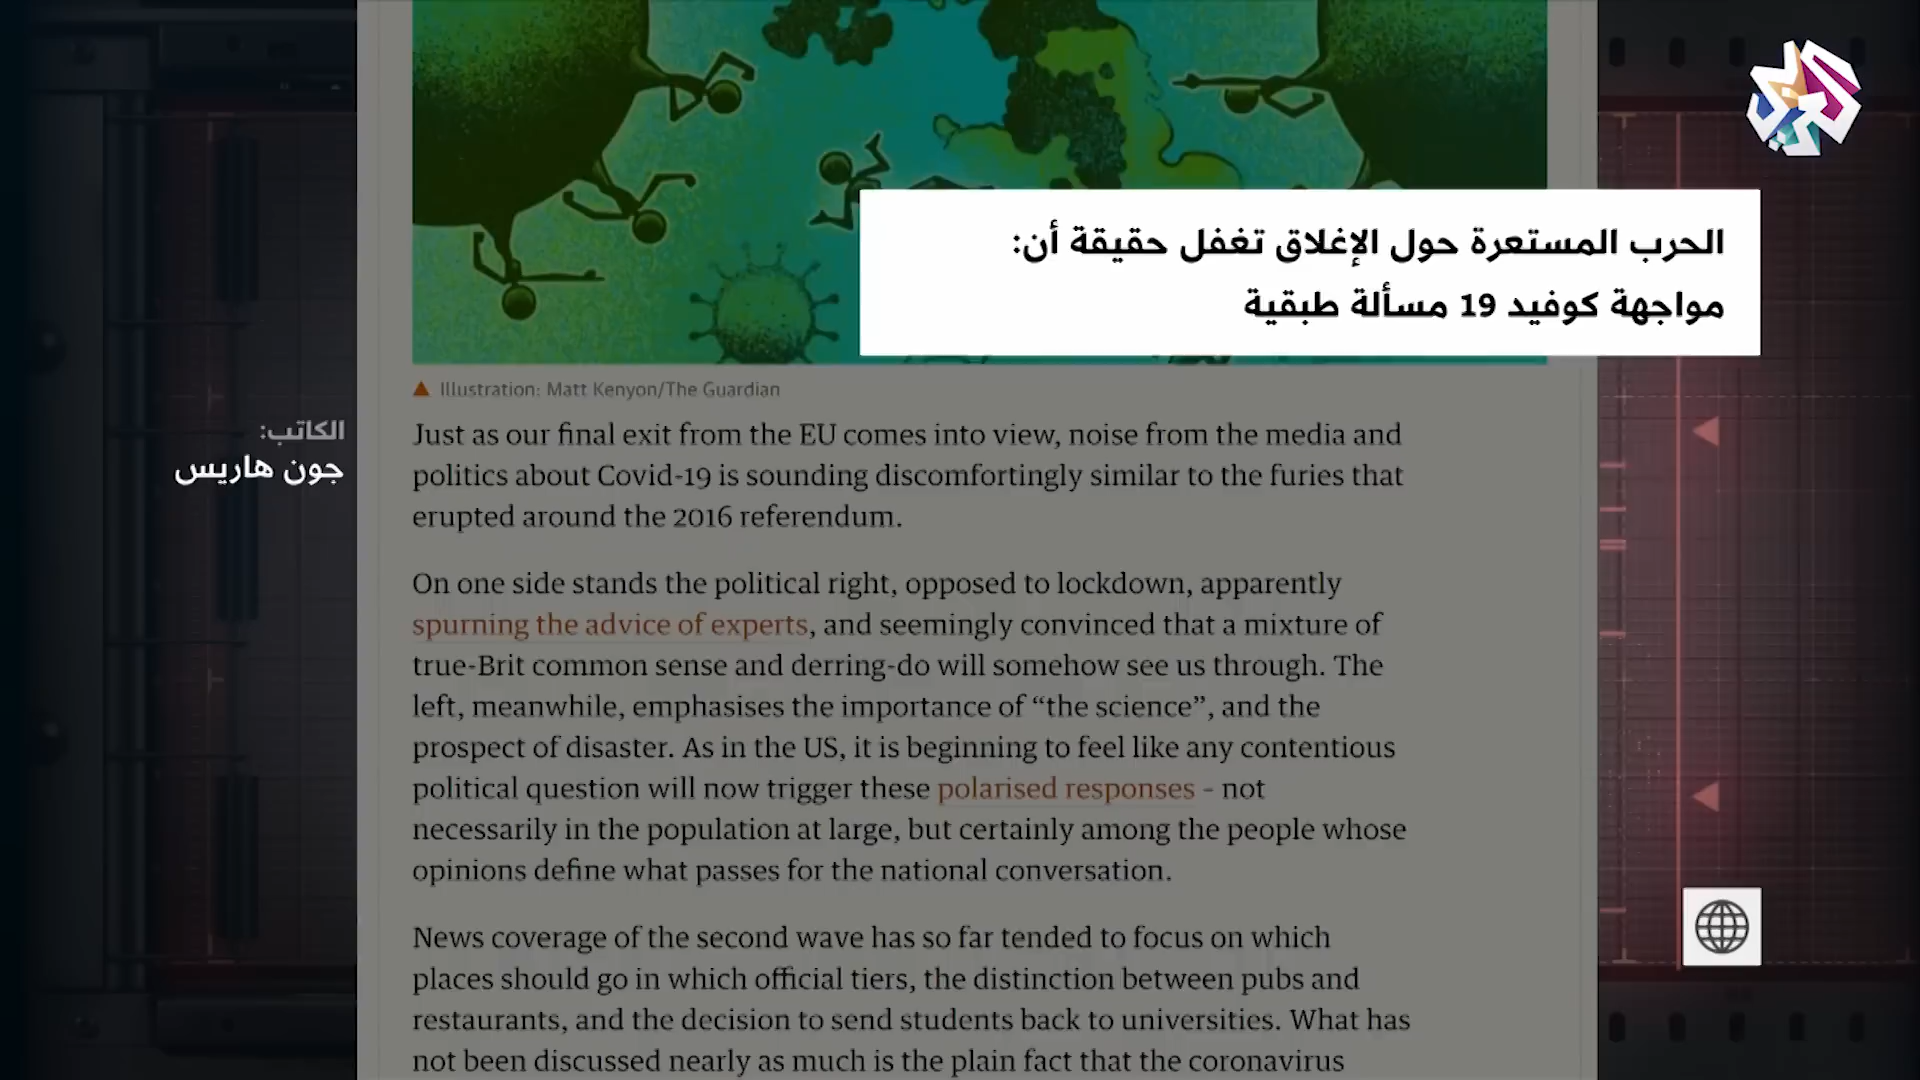 الحرب المستعرة حول الإغلاق تغفل حقيقة أن:
مواجهة كوفيد 19 مسألة طبقية
Illustration: Matt Kenyon/The Guardian
الكاتب:
جون هاريس
Just as our final exit from the EU comes into view, noise from the media and
politics about Covid-19 is sounding discomfortingly similar to the furies that
erupted around the 2016 referendum.
On one side stands the political right, opposed to lockdown, apparently
spurning the advice of experts, and seemingly convinced that a mixture of
true-Brit common sense and derring-do will somehow see us through. The
left, meanwhile, emphasises the importance of “the science”, and the
prospect of disaster. As in the US, it is beginning to feel like any contentious
political question will now trigger these polarised responses – not
necessarily in the population at large, but certainly among the people whose
opinions define what passes for the national conversation.
News coverage of the second wave has so far tended to focus on which
places should go in which official tiers, the distinction between pubs and
restaurants, and the decision to send students back to universities. What has
not been discussed nearly as much is the plain fact that the coronavirus